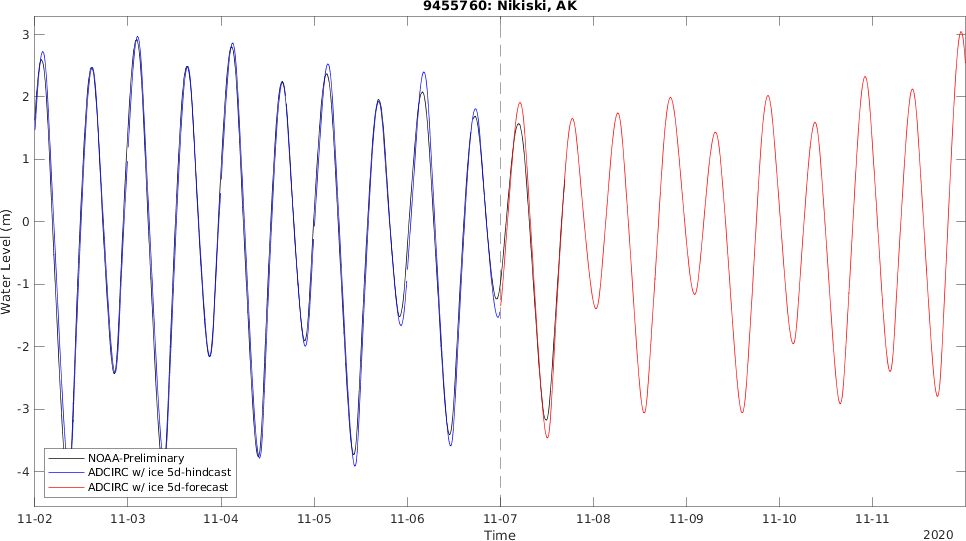 9455760: Nikiski, AK
Water Level (m)
3
2
1
0
-1
-2
-3
-4
NOAA-Preliminary
ADCIRC w/ ice 5d-hindcast
ADCIRC w/ ice 5d-forecast
11-02 11-03 11-04 11-05 11-06 11-07 11-08 11-09 11-10 11-11
Time
2020